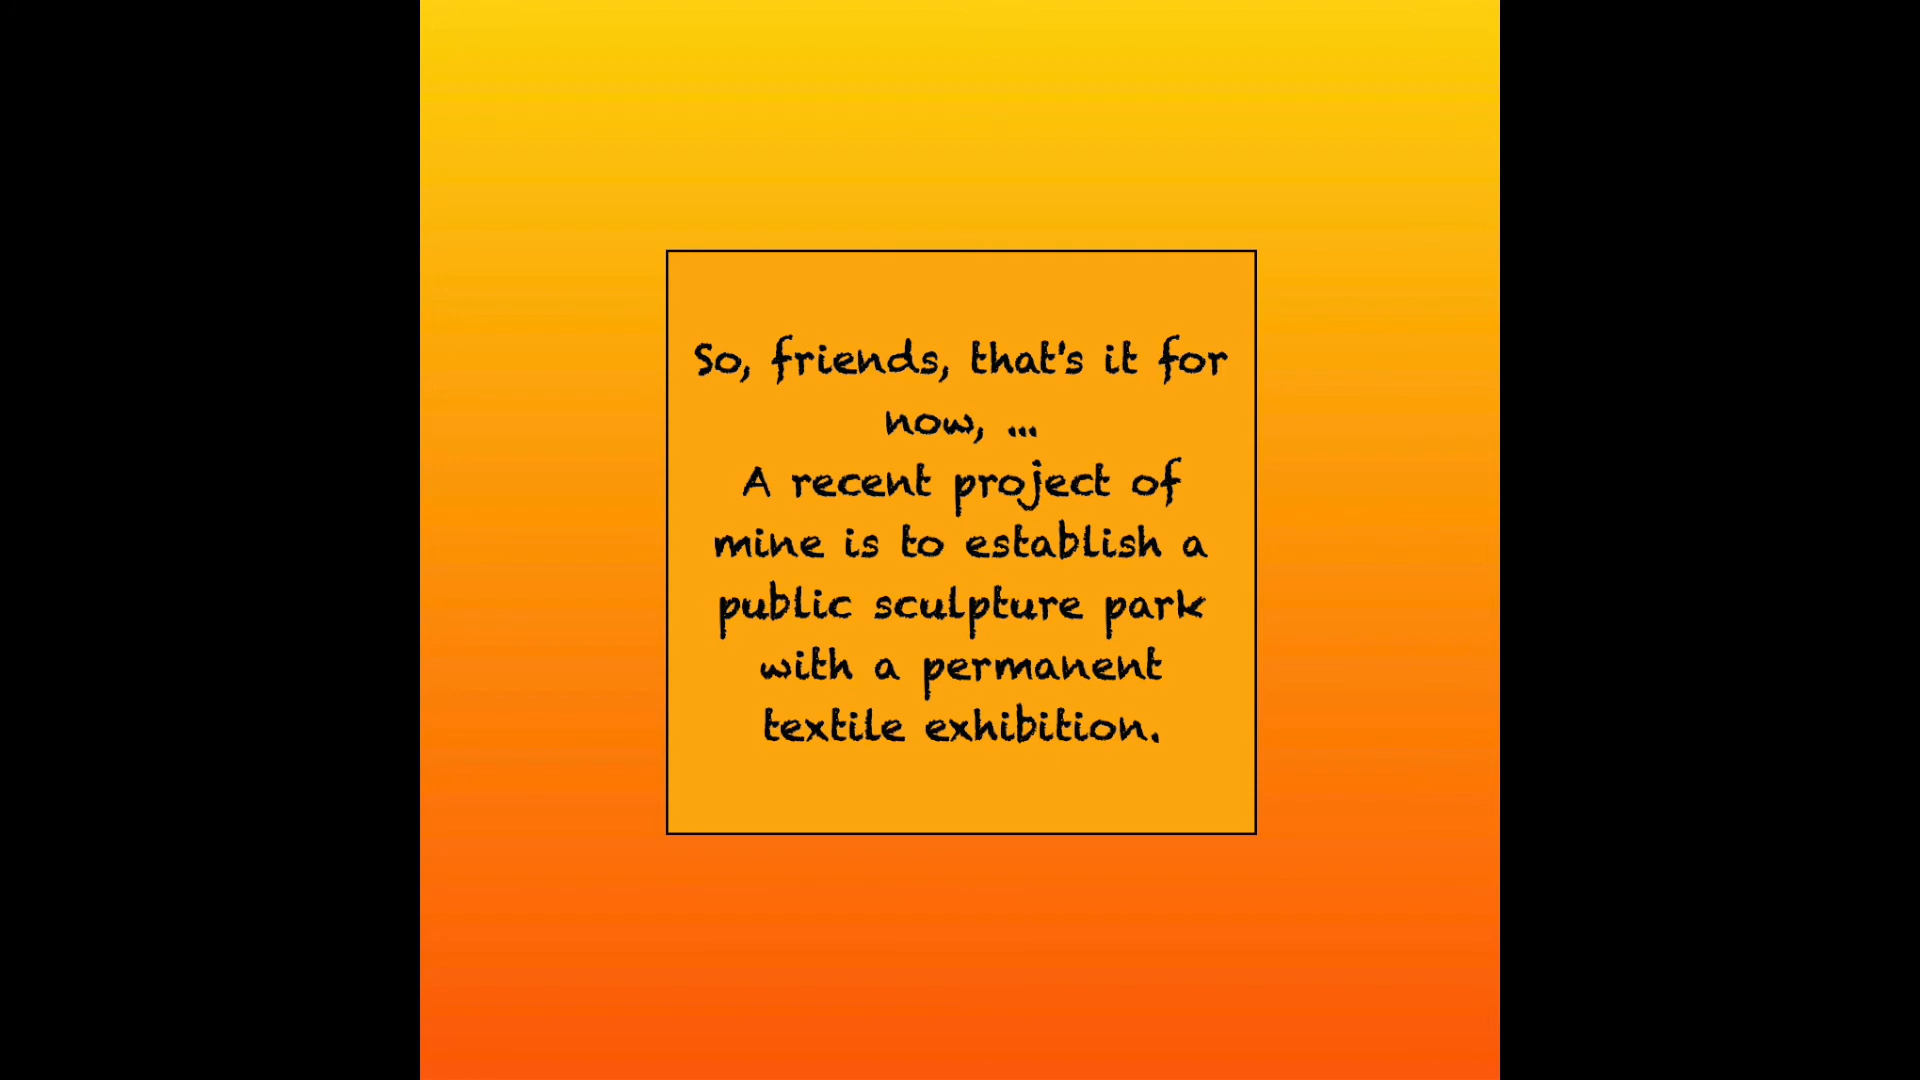 So, friends, that's it for
now, ...
A recent project of
mine is to establish a
public sculpture park
with a permanent
textile exhibition.